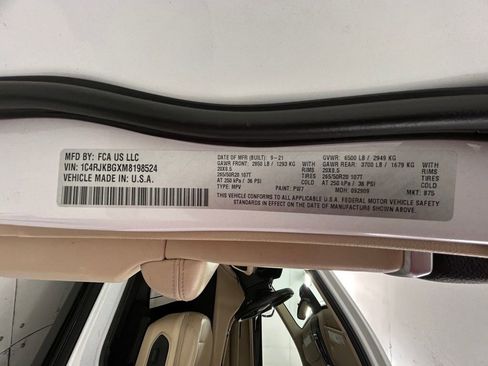 MFD BY: FCA US LLC
VIN: 1C4RJKBGXM8198524
VEHICLE MADE IN U.S.A.
DATE OF MFR (BUILT): 9-21
GAWR FRONT: 2850 LB / 1293 KG WITH
20X8.5 RIMS
265/50R20 107T TIRES
AT 250 kPa / 36 PSI COLD
TYPE: MPV PAINT: PW7
GVWR: 6500 LB / 2949 KG
GAWR REAR: 3700 LB / 1679 KG WITH
20X8.5 RIMS
265/50R20 107T TIRES
AT 250 kPa / 36 PSI COLD
MDH: 092909 MKT: B75
THIS VEHICLE CONFORMS TO ALL APPLICABLE U.S.A. FEDERAL MOTOR VEHICLE SAFETY
STANDARDS IN EFFECT ON THE DATE OF MANUFACTURE SHOWN ABOVE.